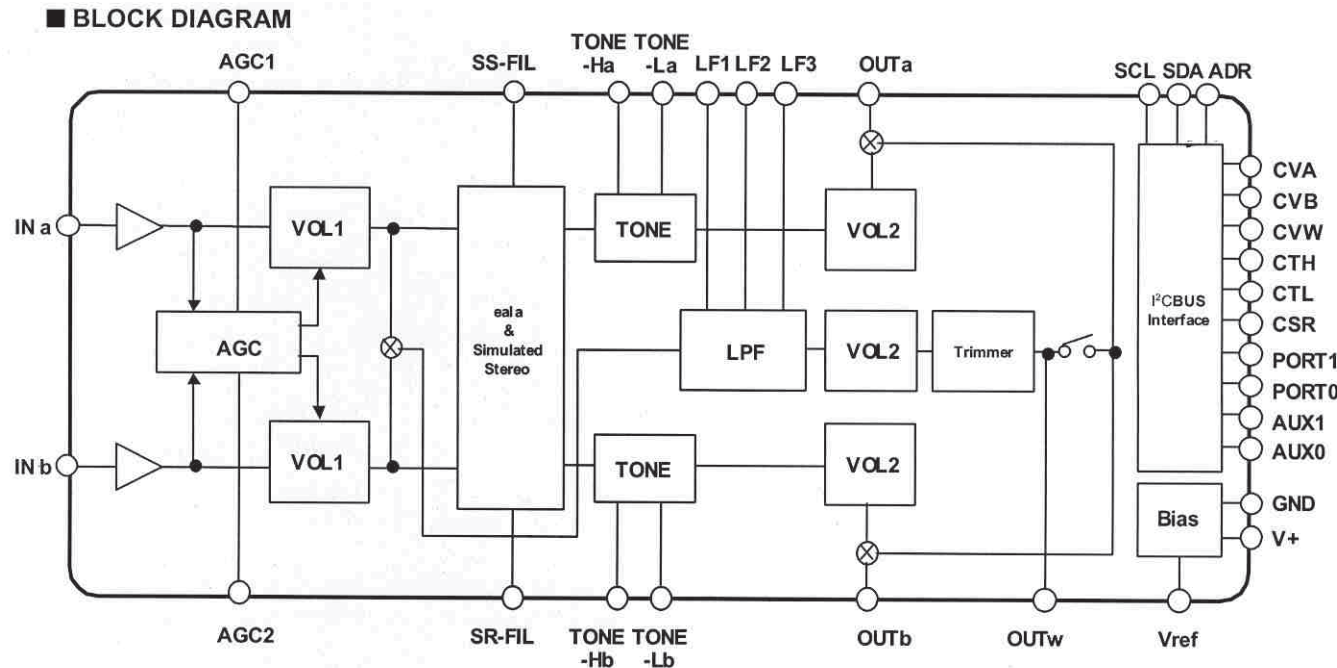 ■ BLOCK DIAGRAM
AGC1
SS-FIL
TONE
-Ha
TONE
-La
LF1
LF2
LF3
OUTa
SCL
SDA
ADR
IN a
VOL1
TONE
VOL2
AGC
eala
&
Simulated
Stereo
LPF
VOL2
Trimmer
I²CBUS
Interface
CVA
CVB
CVW
CTH
CTL
CSR
PORT1
PORT0
AUX1
AUX0
IN b
VOL1
TONE
VOL2
Bias
GND
V+
AGC2
SR-FIL
TONE
-Hb
TONE
-Lb
OUTb
OUTw
Vref